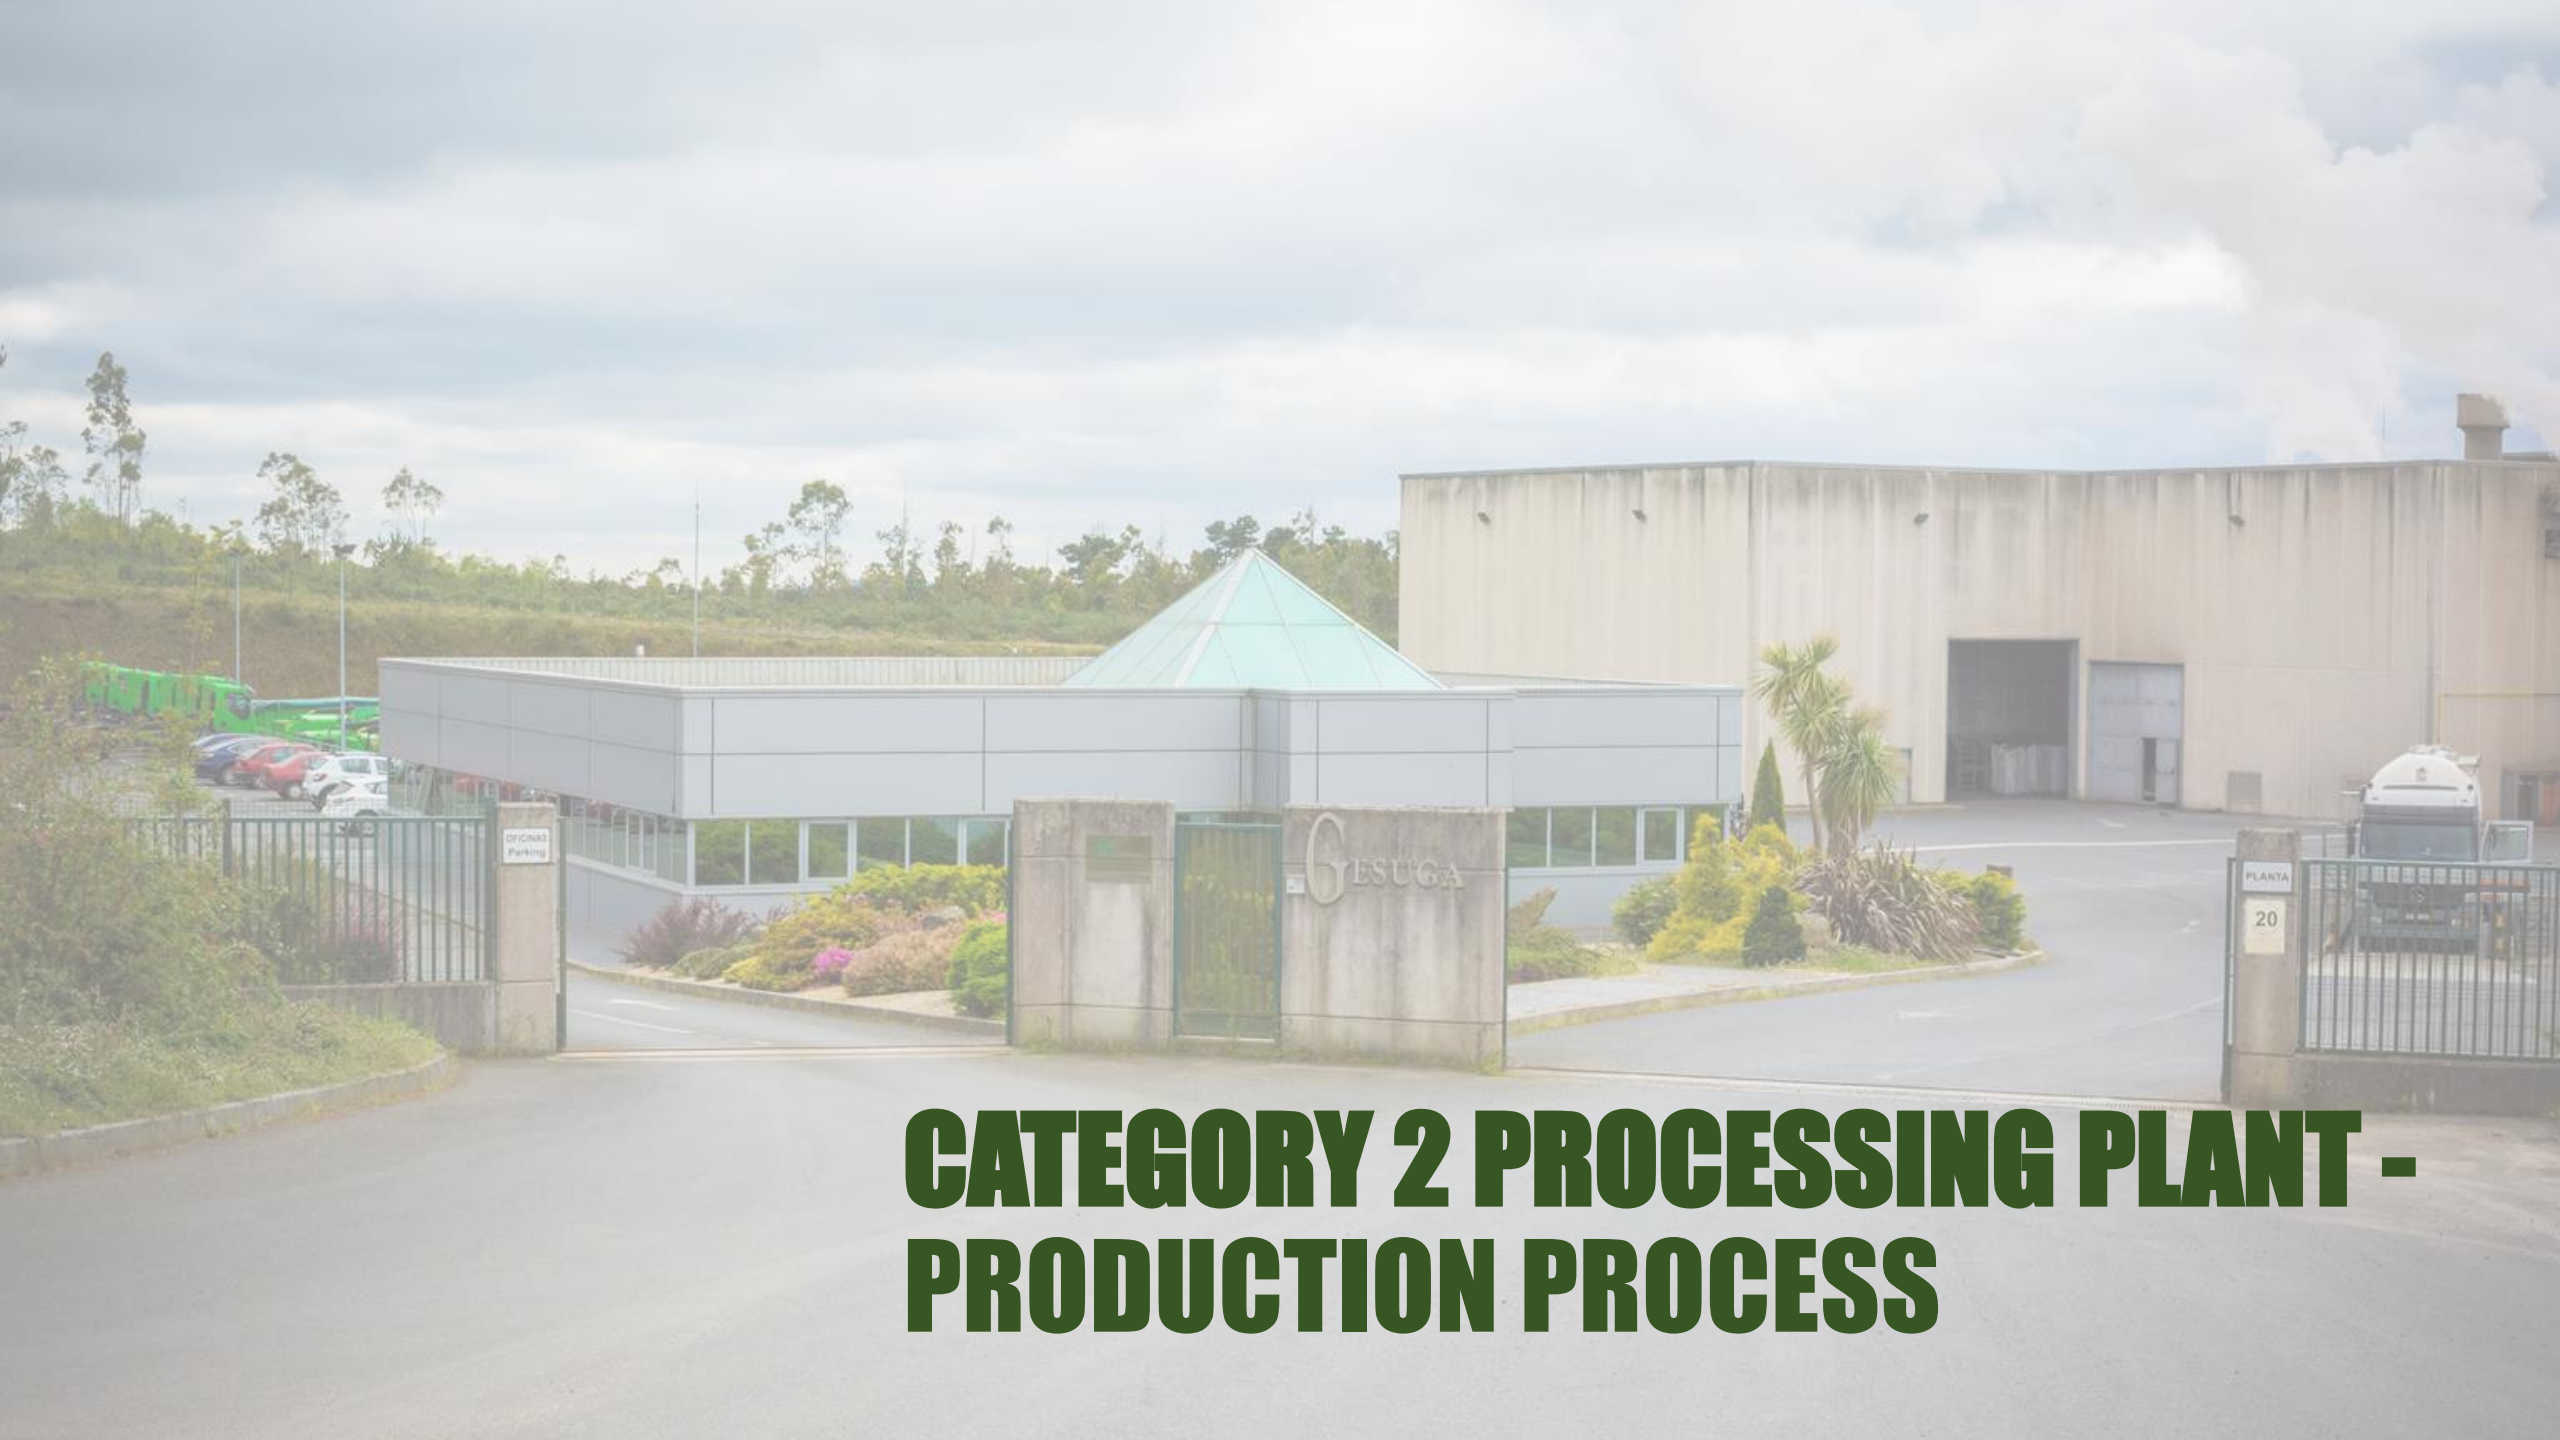 OFICINAS
Parking
GESUGA
PLANTA
20
CATEGORY 2 PROCESSING PLANT -
PRODUCTION PROCESS